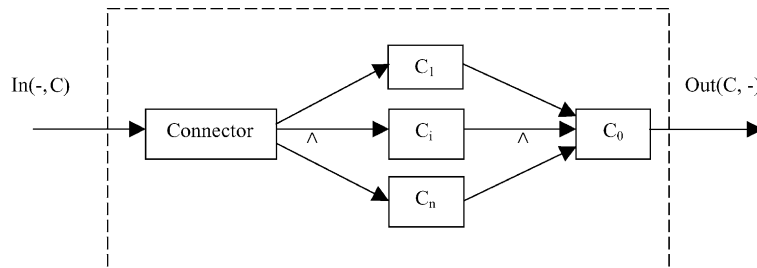 In(-, C)
Connector
^
C₁
Cᵢ
Cₙ
^
C₀
Out(C, -)